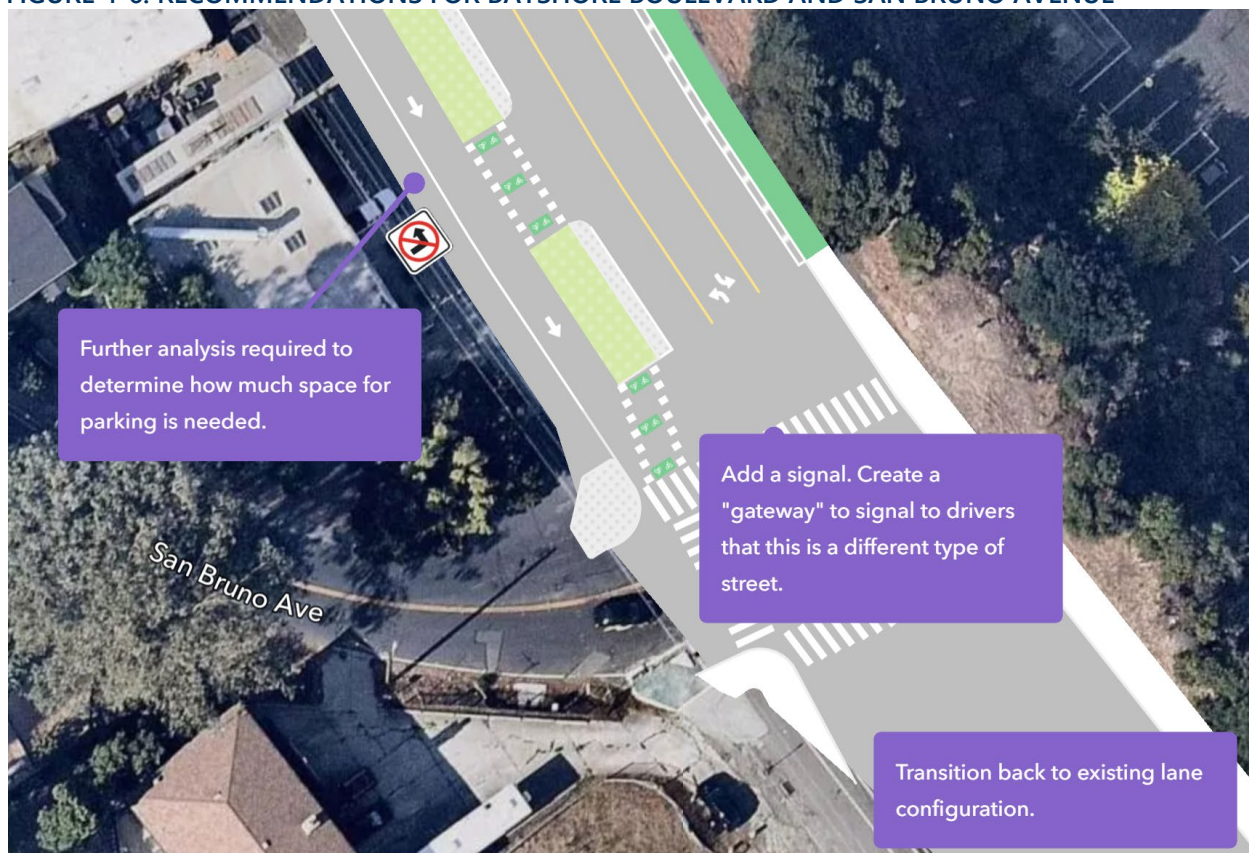 FIGURE 4-6: RECOMMENDATIONS FOR BAYSHORE BOULEVARD AND SAN BRUNO AVENUE
Further analysis required to
determine how much space for
parking is needed.
Add a signal. Create a
"gateway" to signal to drivers
that this is a different type of
street.
San Bruno Ave
Transition back to existing lane
configuration.